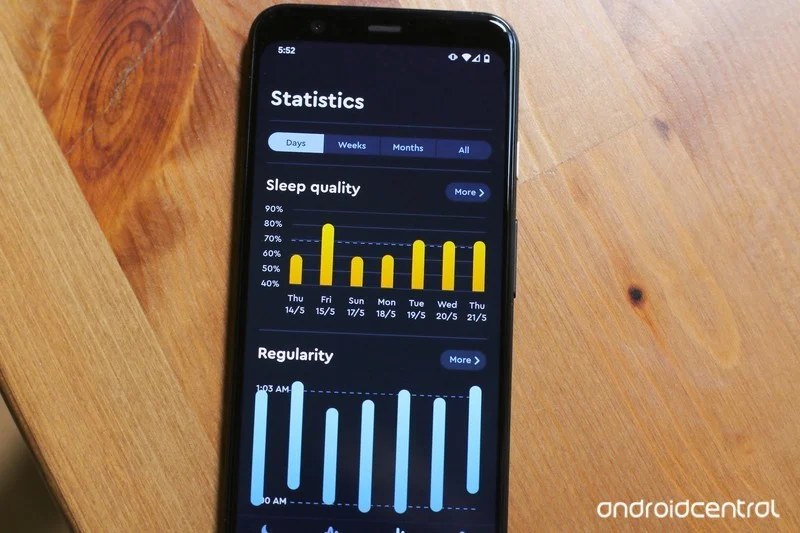 5:52
Statistics
Days Weeks Months All
Sleep quality More
90%
80%
70%
60%
50%
40%
Thu Fri Sun Mon Tue Wed Thu
14/5 15/5 17/5 18/5 19/5 20/5 21/5
Regularity More
1:03 AM
00 AM
androidcentral